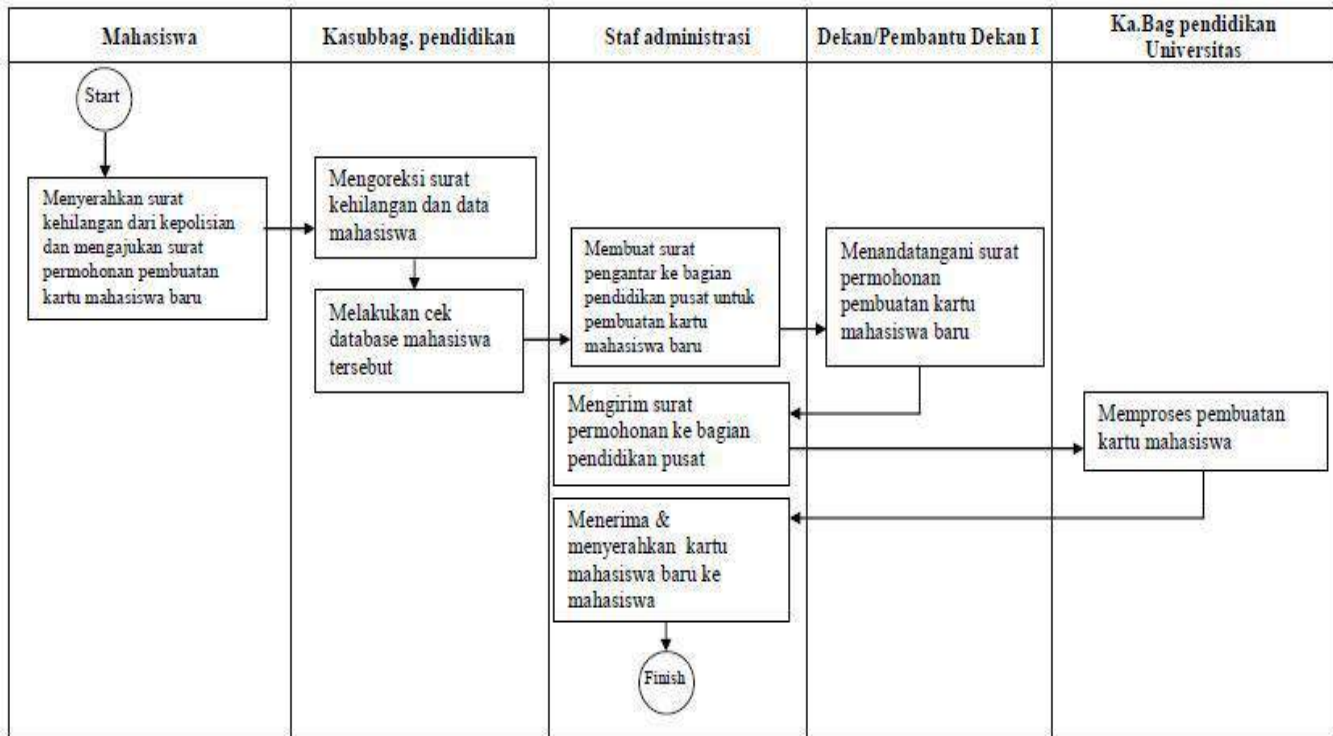 Mahasiswa
Kasubbag. pendidikan
Staf administrasi
Dekan/Pembantu Dekan I
Ka.Bag pendidikan
Universitas
Start
Menyerahkan surat
kehilangan dari kepolisian
dan mengajukan surat
permohonan pembuatan
kartu mahasiswa baru
Mengoreksi surat
kehilangan dan data
mahasiswa
Melakukan cek
database mahasiswa
tersebut
Membuat surat
pengantar ke bagian
pendidikan pusat untuk
pembuatan kartu
mahasiswa baru
Menandatangani surat
permohonan
pembuatan kartu
mahasiswa baru
Mengirim surat
permohonan ke bagian
pendidikan pusat
Memproses pembuatan
kartu mahasiswa
Menerima &
menyerahkan kartu
mahasiswa baru ke
mahasiswa
Finish